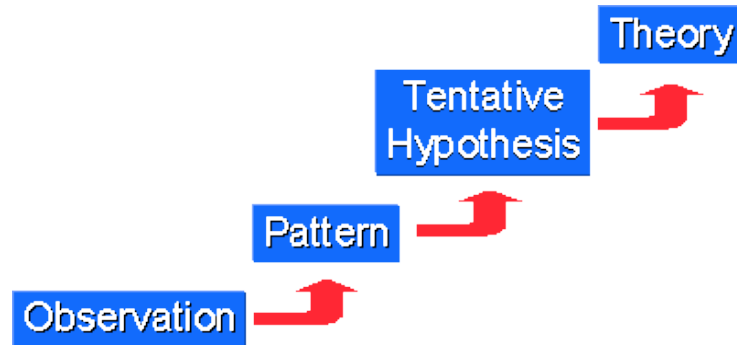 Theory
Tentative
Hypothesis
Pattern
Observation